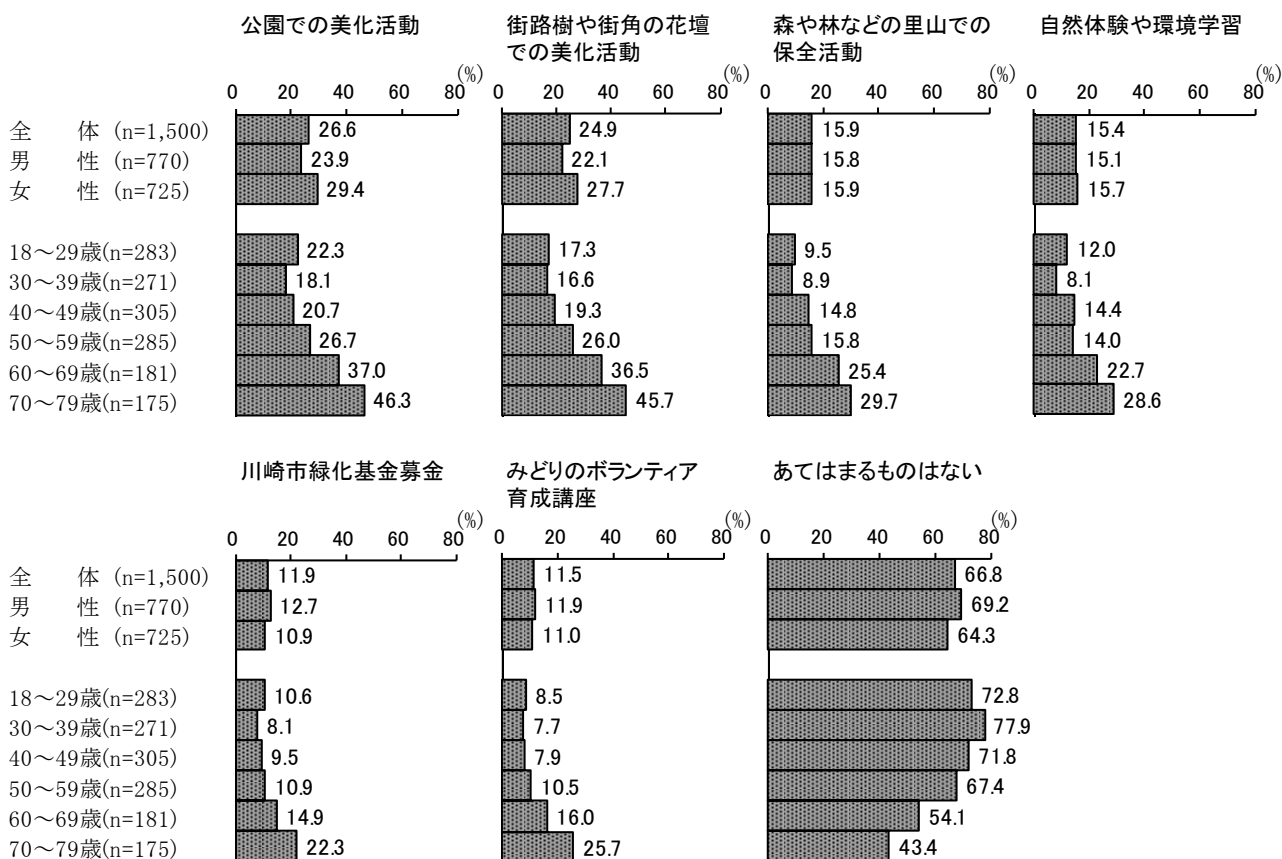 公園での美化活動
街路樹や街角の花壇
での美化活動
森や林などの里山での
保全活動
自然体験や環境学習
(%) (%) (%) (%)
0 20 40 60 80 0 20 40 60 80 0 20 40 60 80 0 20 40 60 80
全 体 (n=1,500) 26.6 24.9 15.9 15.4
男 性 (n=770) 23.9 22.1 15.8 15.1
女 性 (n=725) 29.4 27.7 15.9 15.7
18～29歳(n=283) 22.3 17.3 9.5 12.0
30～39歳(n=271) 18.1 16.6 8.9 8.1
40～49歳(n=305) 20.7 19.3 14.8 14.4
50～59歳(n=285) 26.7 26.0 15.8 14.0
60～69歳(n=181) 37.0 36.5 25.4 22.7
70～79歳(n=175) 46.3 45.7 29.7 28.6
川崎市緑化基金募金
みどりのボランティア
育成講座
あてはまるものはない
(%) (%) (%)
0 20 40 60 80 0 20 40 60 80 0 20 40 60 80
全 体 (n=1,500) 11.9 11.5 66.8
男 性 (n=770) 12.7 11.9 69.2
女 性 (n=725) 10.9 11.0 64.3
18～29歳(n=283) 10.6 8.5 72.8
30～39歳(n=271) 8.1 7.7 77.9
40～49歳(n=305) 9.5 7.9 71.8
50～59歳(n=285) 10.9 10.5 67.4
60～69歳(n=181) 14.9 16.0 54.1
70～79歳(n=175) 22.3 25.7 43.4